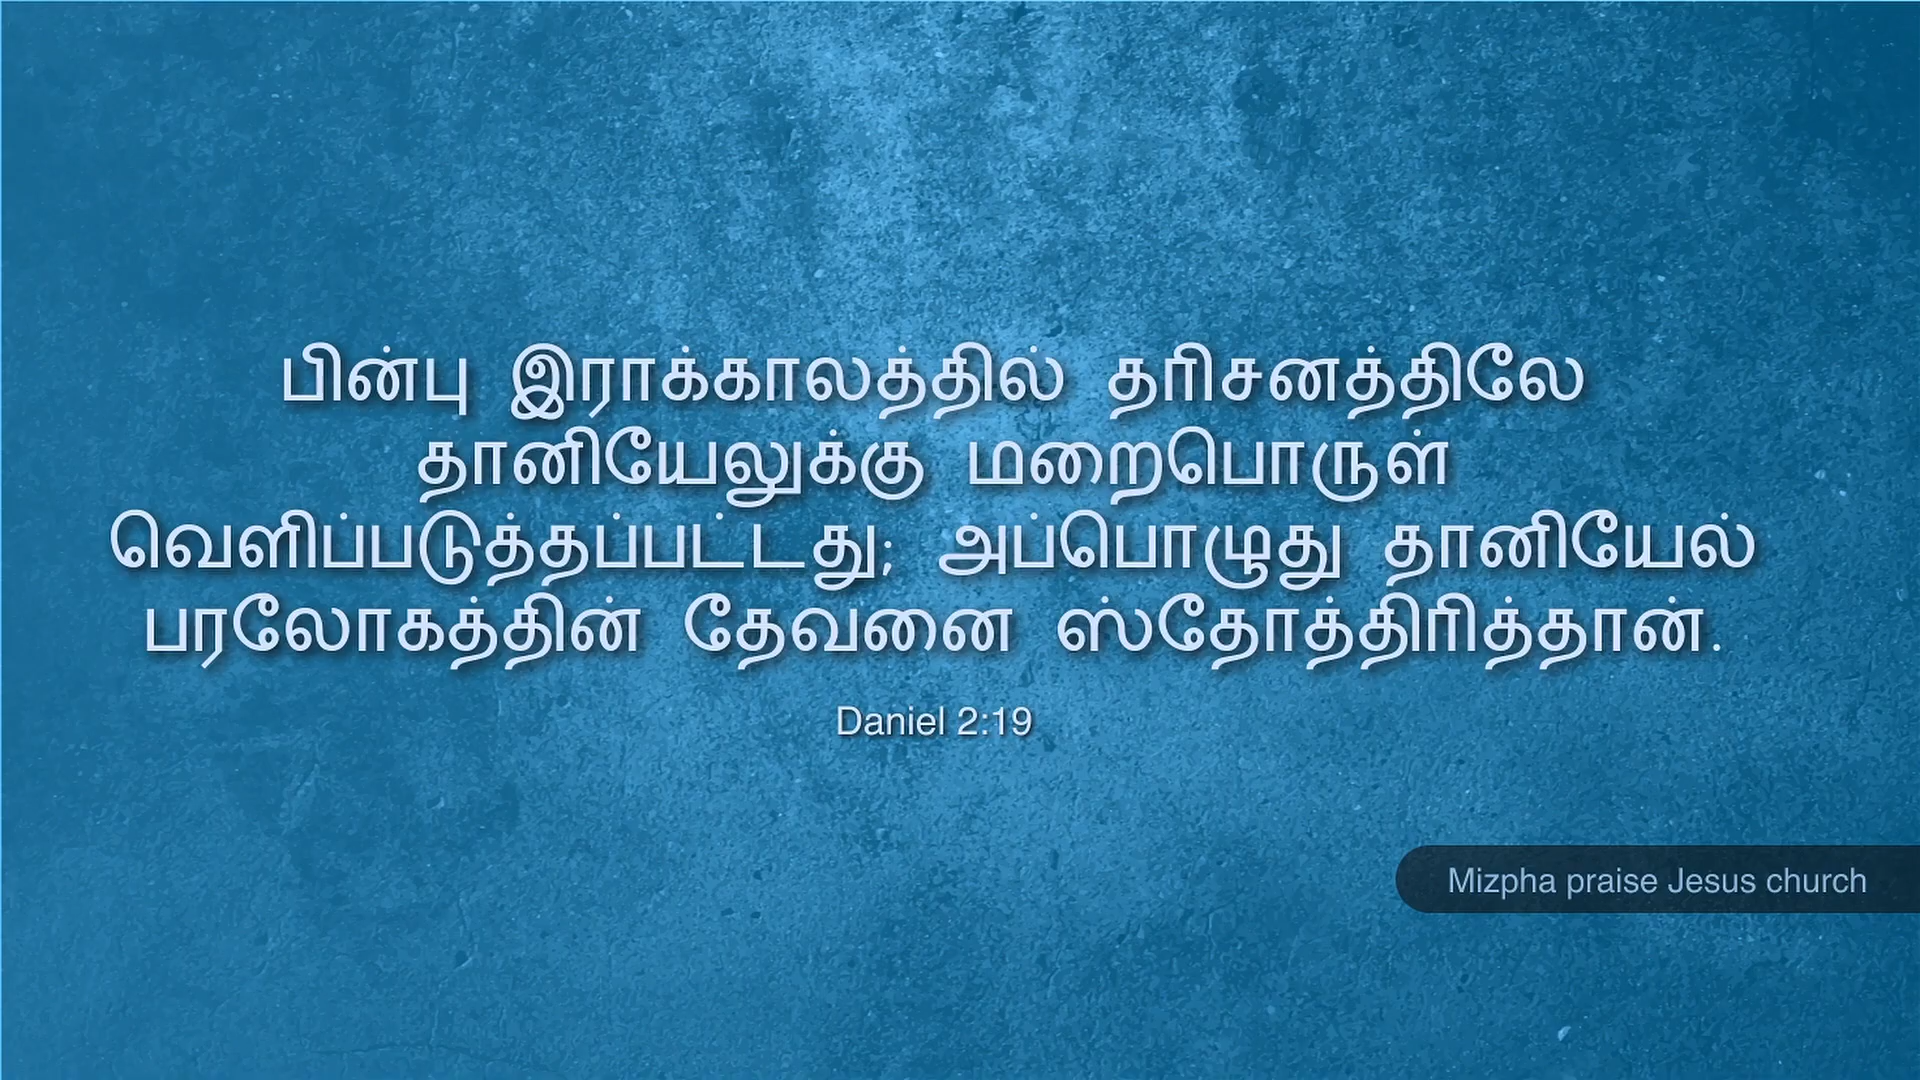 பின்பு இராக்காலத்தில் தரிசனத்திலே
தானியேலுக்கு மறைபொருள்
வெளிப்படுத்தப்பட்டது; அப்பொழுது தானியேல்
பரலோகத்தின் தேவனை ஸ்தோத்திரித்தான்.
Daniel 2:19
Mizpha praise Jesus church